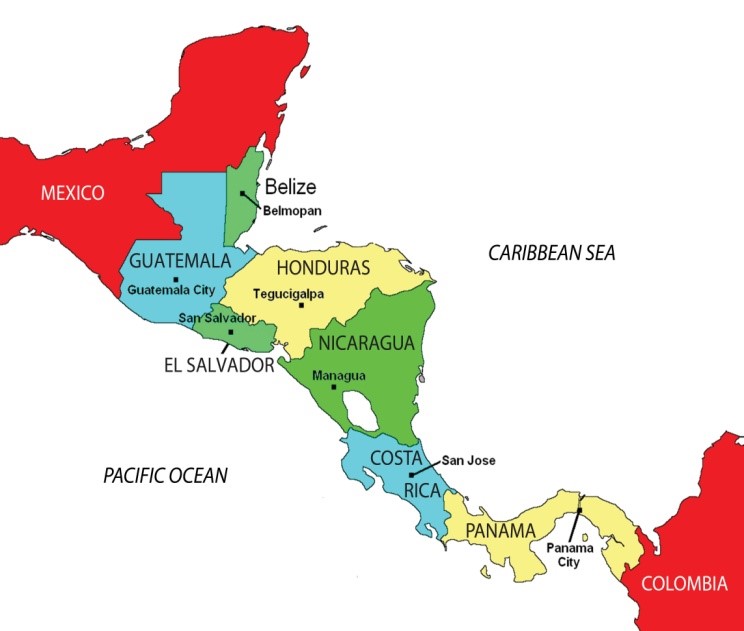 MEXICO
Belize
Belmopan
CARIBBEAN SEA
GUATEMALA
Guatemala City
HONDURAS
Tegucigalpa
San Salvador
EL SALVADOR
NICARAGUA
Managua
PACIFIC OCEAN
COSTA
RICA
San Jose
PANAMA
Panama
City
COLOMBIA